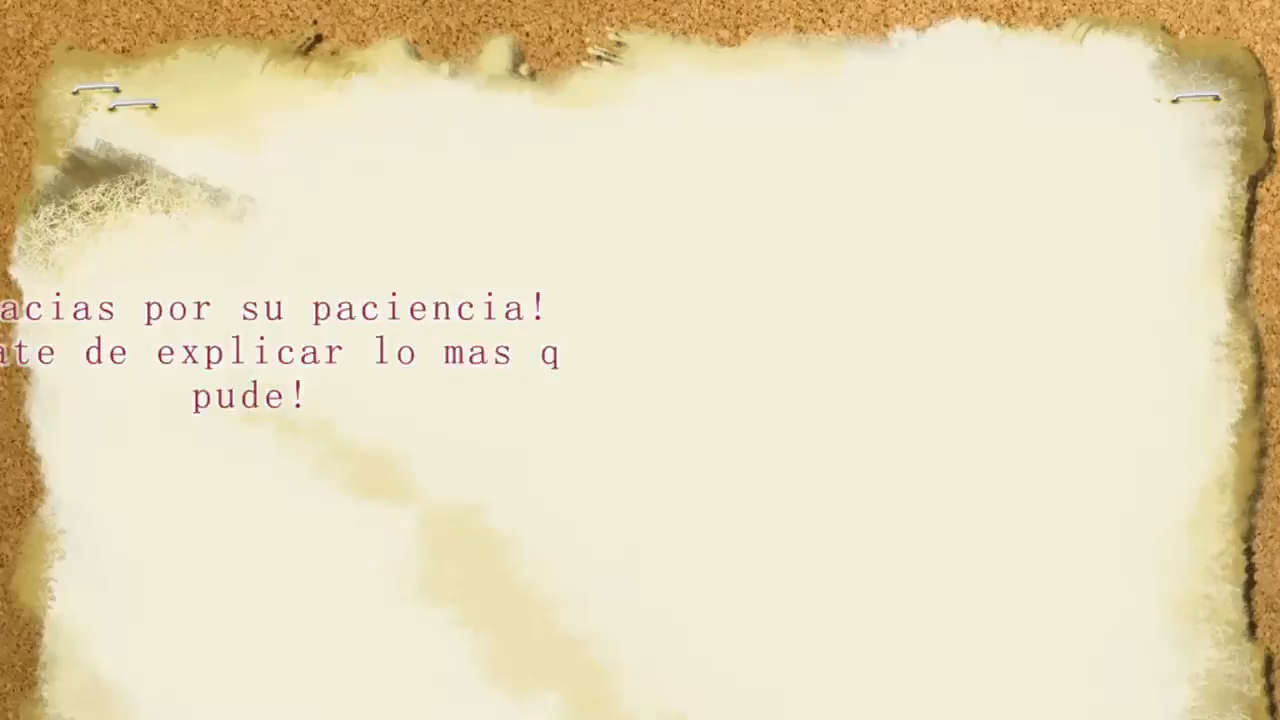 acias por su paciencia!
ate de explicar lo mas q
pude!